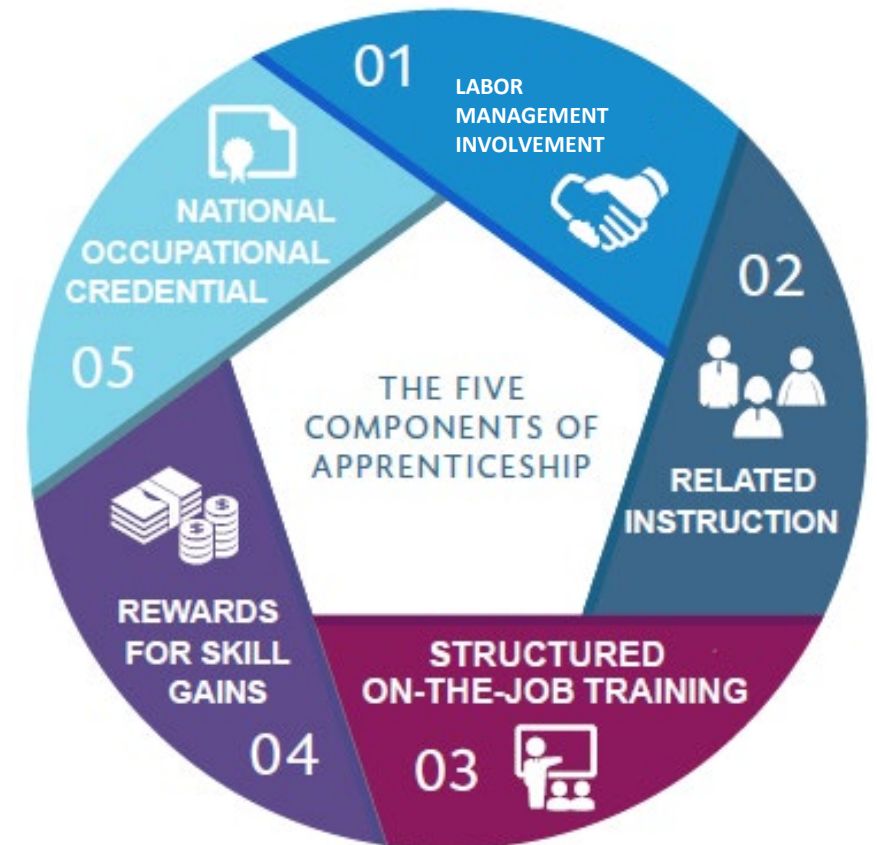 THE FIVE
COMPONENTS OF
APPRENTICESHIP
01
LABOR
MANAGEMENT
INVOLVEMENT
02
RELATED
INSTRUCTION
STRUCTURED
ON-THE-JOB TRAINING
03
REWARDS
FOR SKILL
GAINS
04
NATIONAL
OCCUPATIONAL
CREDENTIAL
05